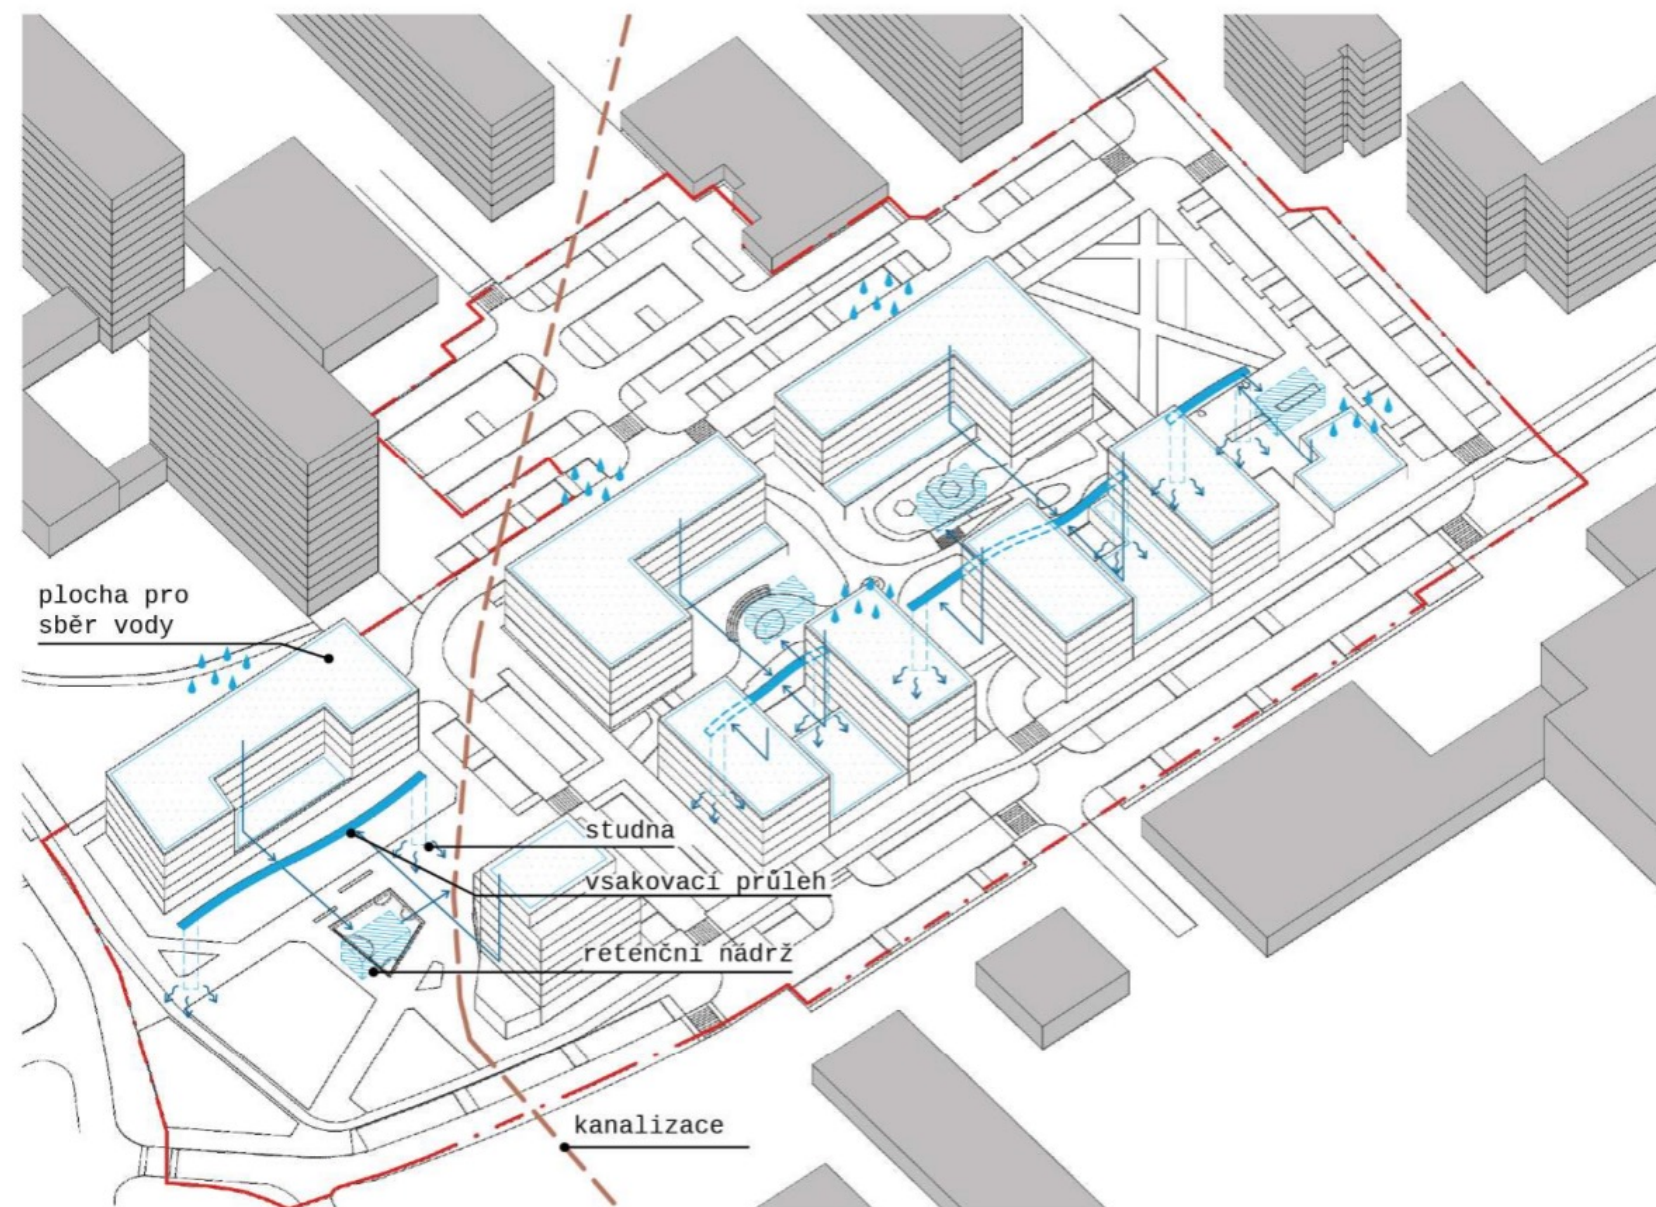 plocha pro
sběr vody
studna
vsakovací průleh
retenční nádrž
kanalizace